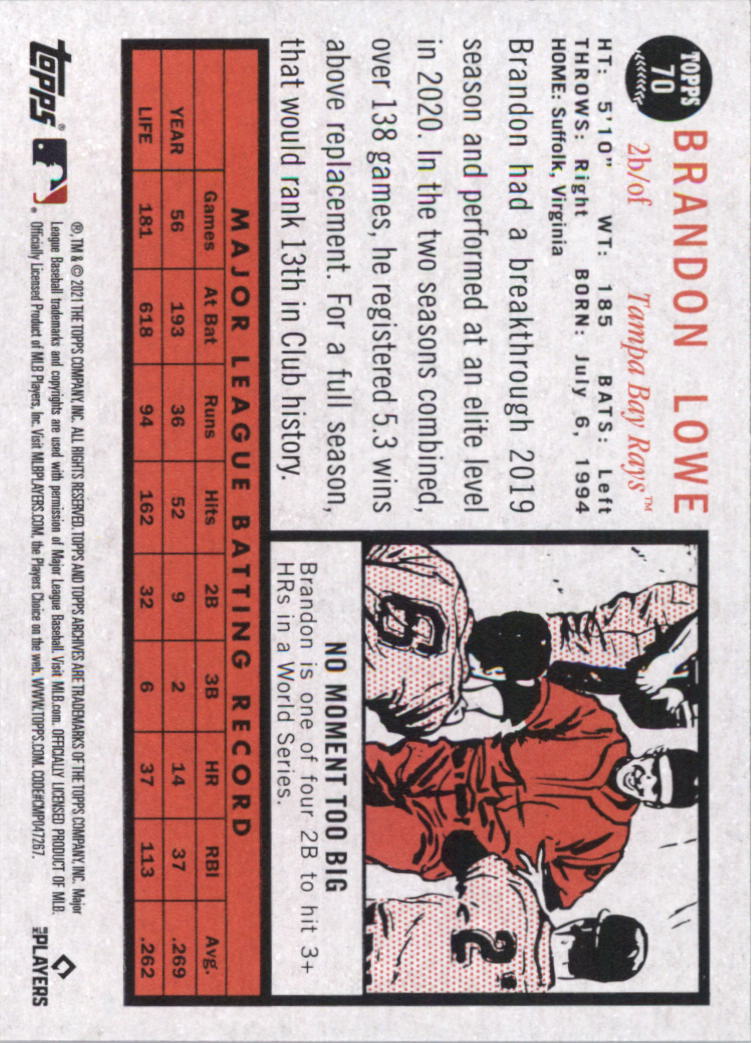 TOPPS
70
BRANDON LOWE
2b/of Tampa Bay Rays™
HT: 5'10" WT: 185 BATS: Left
THROWS: Right BORN: July 6, 1994
HOME: Suffolk, Virginia
Brandon had a breakthrough 2019
season and performed at an elite level
in 2020. In the two seasons combined,
over 138 games, he registered 5.3 wins
above replacement. For a full season,
that would rank 13th in Club history.
8
2
NO MOMENT TOO BIG
Brandon is one of four 2B to hit 3+
HRs in a World Series.
MAJOR LEAGUE BATTING RECORD
Games At Bat Runs Hits 2B 3B HR RBI Avg.
YEAR 56 193 36 52 9 2 14 37 .269
LIFE 181 618 94 162 32 6 37 113 .262
topps®
®
®, TM & © 2021 THE TOPPS COMPANY, INC. ALL RIGHTS RESERVED. TOPPS AND TOPPS ARCHIVES ARE TRADEMARKS OF THE TOPPS COMPANY, INC. Major
League Baseball trademarks and copyrights are used with permission of Major League Baseball. Visit MLB.com. OFFICIALLY LICENSED PRODUCT OF MLB
Officially Licensed Product of MLB Players, Inc. Visit MLBPLAYERS.COM, the Players Choice on the web. WWW.TOPPS.COM. CODE#CMP047267.
MLBPLAYERS